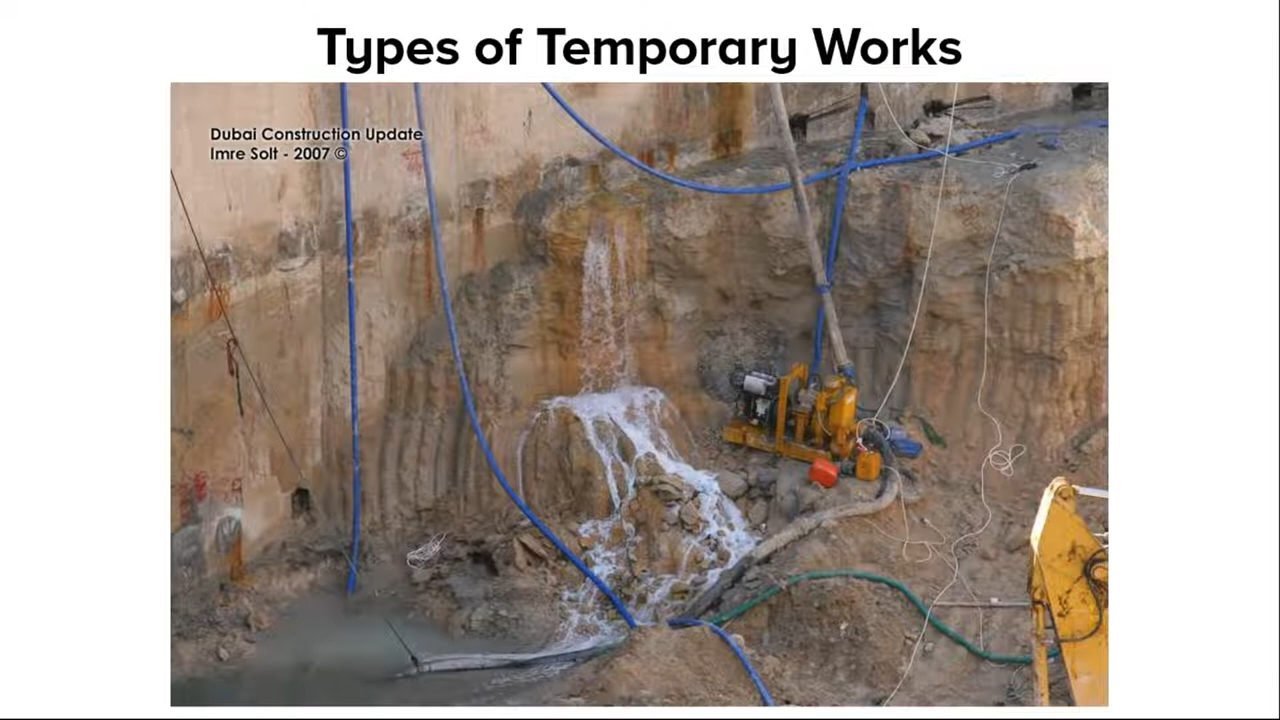 Types of Temporary Works
Dubai Construction Update
Imre Solt - 2007 ©